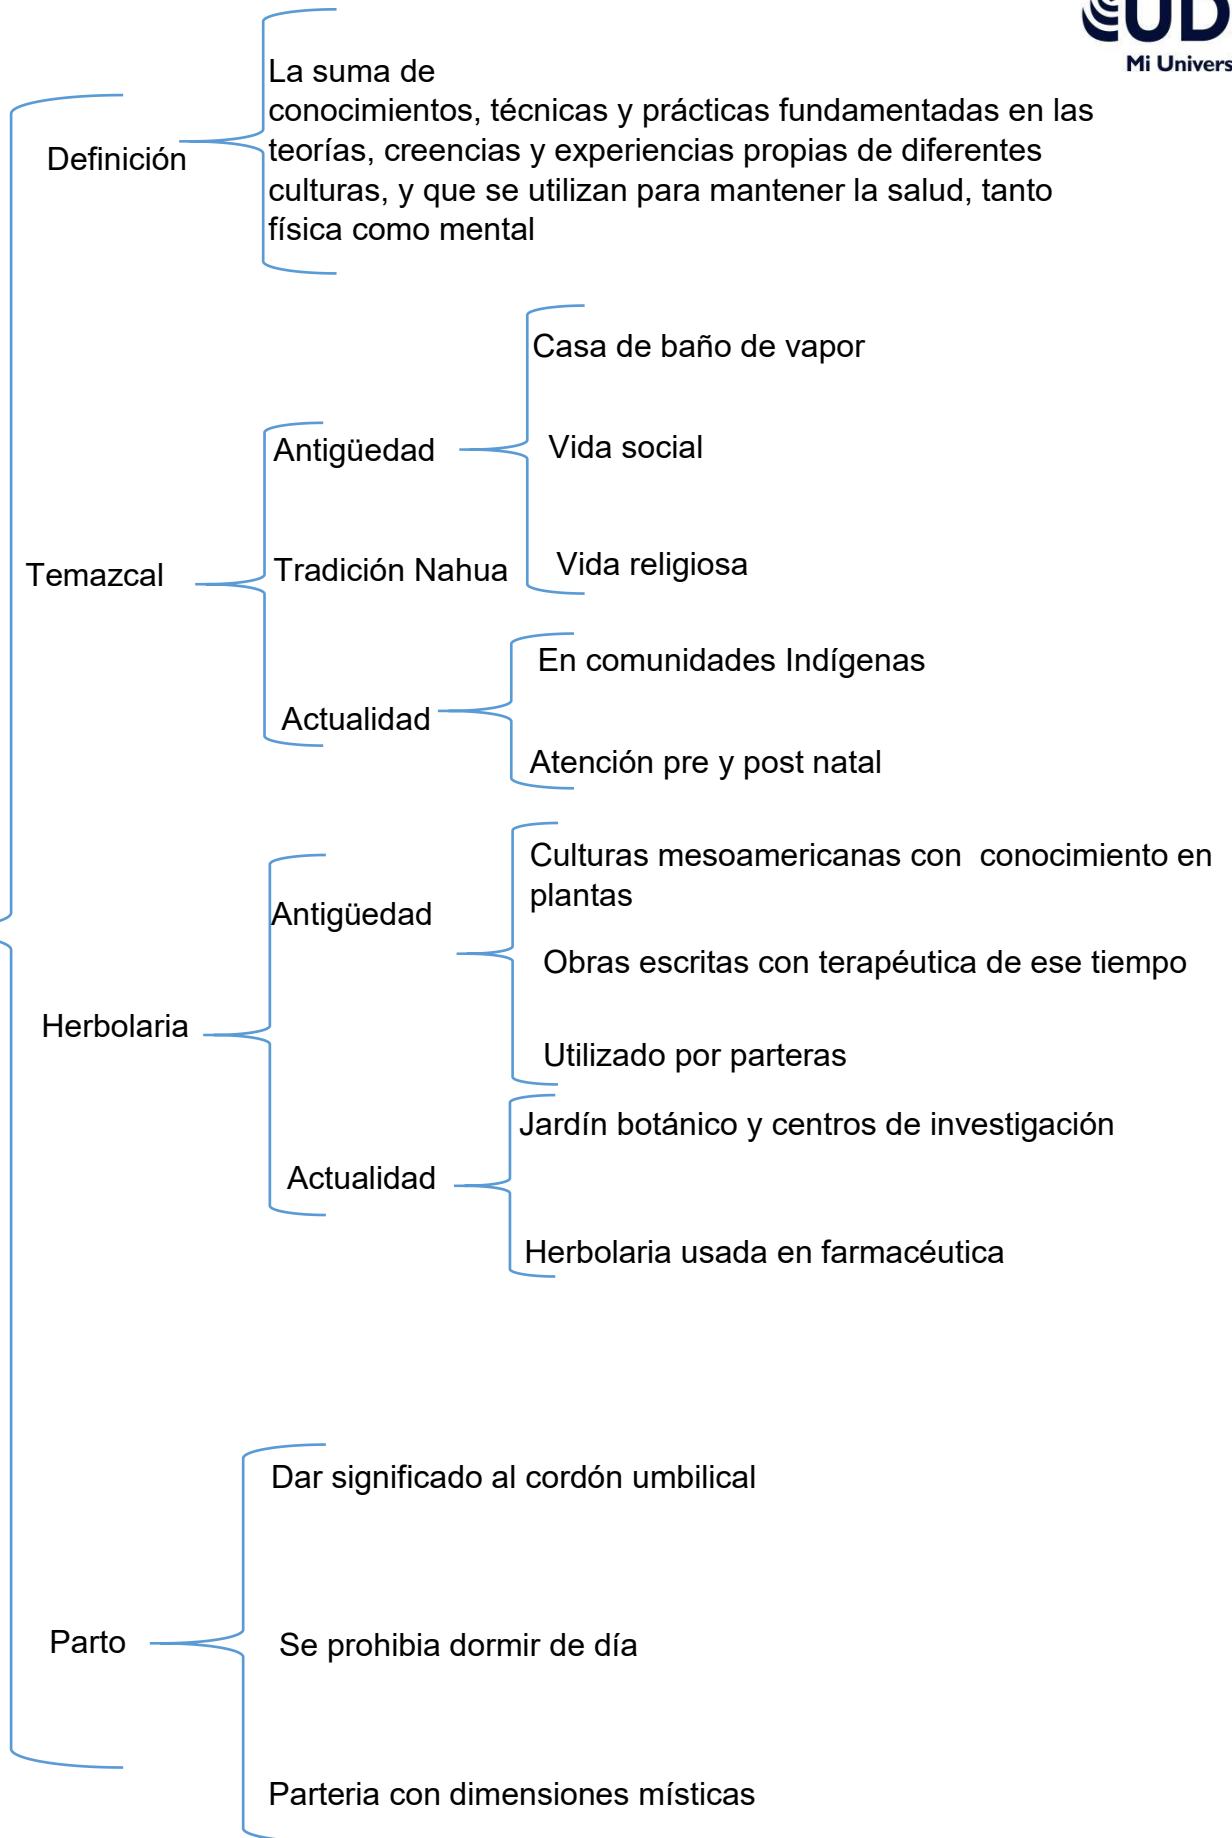 UD
Mi Univers
La suma de
conocimientos, técnicas y prácticas fundamentadas en las
teorías, creencias y experiencias propias de diferentes
culturas, y que se utilizan para mantener la salud, tanto
física como mental
Definición
Casa de baño de vapor
Antigüedad
Vida social
Vida religiosa
Temazcal
Tradición Nahua
En comunidades Indígenas
Actualidad
Atención pre y post natal
Culturas mesoamericanas con conocimiento en
plantas
Antigüedad
Obras escritas con terapéutica de ese tiempo
Utilizado por parteras
Herbolaria
Jardín botánico y centros de investigación
Actualidad
Herbolaria usada en farmacéutica
Dar significado al cordón umbilical
Parto
Se prohibia dormir de día
Parteria con dimensiones místicas